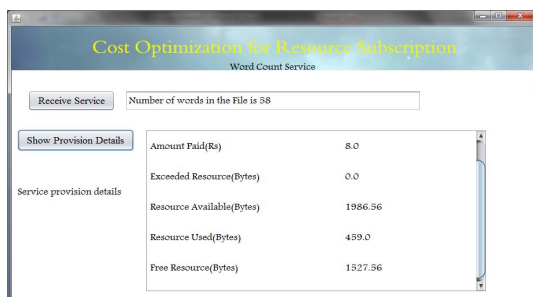 Cost Optimization for Resource Subscription
Word Count Service
Receive Service Number of words in the File is 58
Show Provision Details
Amount Paid(Rs) 8.0
Exceeded Resource(Bytes) 0.0
Service provision details
Resource Available(Bytes) 1986.56
Resource Used(Bytes) 459.0
Free Resource(Bytes) 1527.56